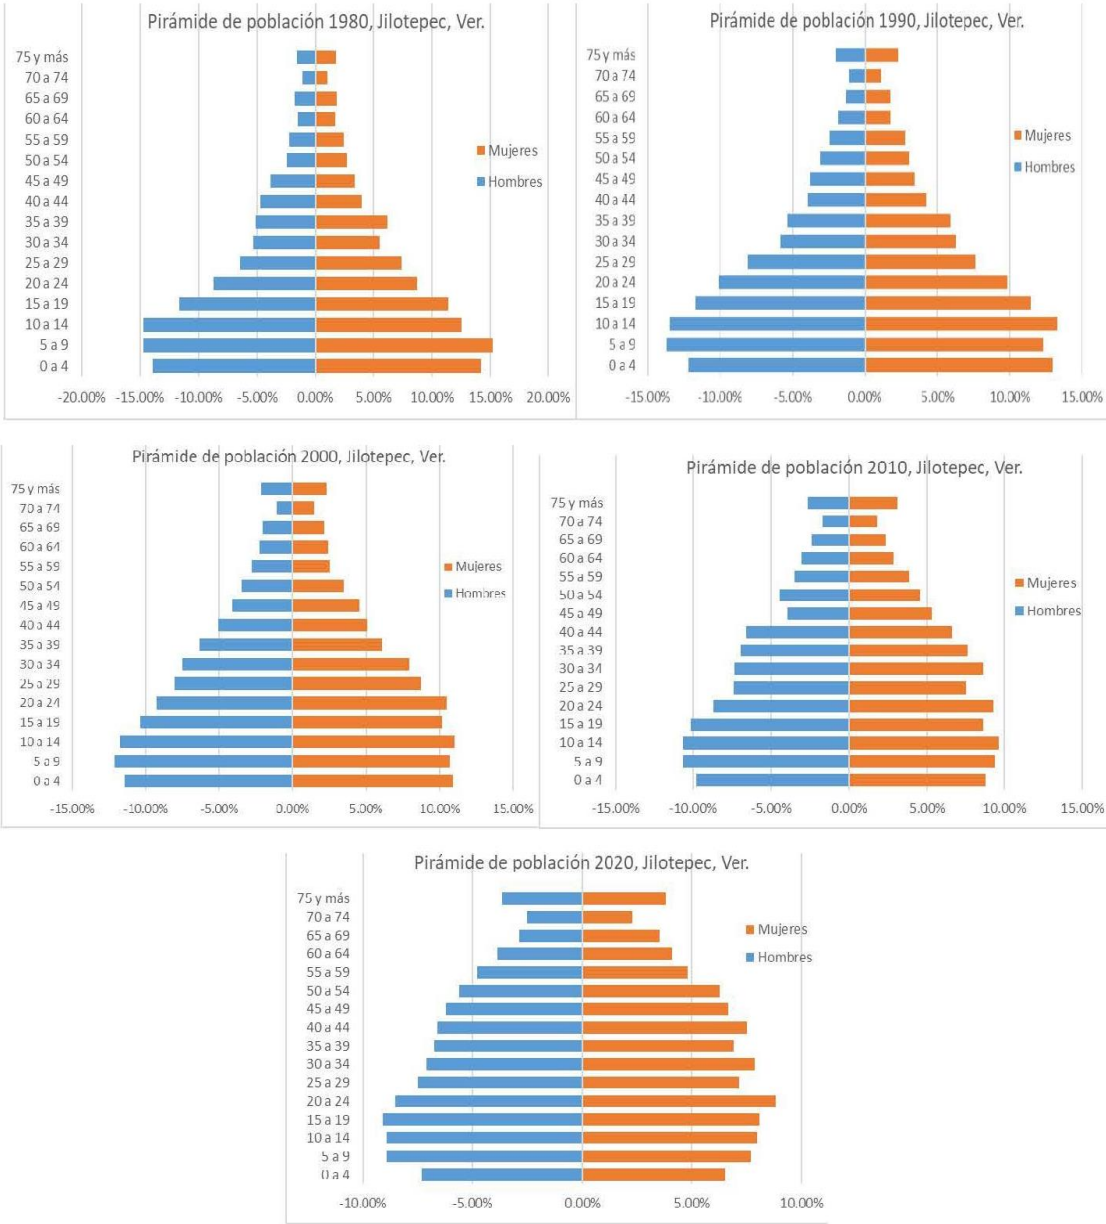 Pirámide de población 1980, Jilotepec, Ver.
75 y más
70 a 74
65 a 69
60 a 64
55 a 59
50 a 54
45 a 49
40 a 44
35 a 39
30 a 34
25 a 29
20 a 24
15 a 19
10 a 14
5 a 9
0 a 4
Mujeres
Hombres
-20.00% -15.00% -10.00% -5.00% 0.00% 5.00% 10.00% 15.00% 20.00%
Pirámide de población 1990, Jilotepec, Ver.
75 y más
70 a 74
65 a 69
60 a 64
55 a 59
50 a 54
45 a 49
40 a 44
35 a 39
30 a 34
25 a 29
20 a 24
15 a 19
10 a 14
5 a 9
0 a 4
Mujeres
Hombres
-15.00% -10.00% -5.00% 0.00% 5.00% 10.00% 15.00%
Pirámide de población 2000, Jilotepec, Ver.
75 y más
70 a 74
65 a 69
60 a 64
55 a 59
50 a 54
45 a 49
40 a 44
35 a 39
30 a 34
25 a 29
20 a 24
15 a 19
10 a 14
5 a 9
0 a 4
Mujeres
Hombres
-15.00% -10.00% -5.00% 0.00% 5.00% 10.00% 15.00%
Pirámide de población 2010, Jilotepec, Ver.
75 y más
70 a 74
65 a 69
60 a 64
55 a 59
50 a 54
45 a 49
40 a 44
35 a 39
30 a 34
25 a 29
20 a 24
15 a 19
10 a 14
5 a 9
0 a 4
Mujeres
Hombres
-15.00% -10.00% -5.00% 0.00% 5.00% 10.00% 15.00%
Pirámide de población 2020, Jilotepec, Ver.
75 y más
70 a 74
65 a 69
60 a 64
55 a 59
50 a 54
45 a 49
40 a 44
35 a 39
30 a 34
25 a 29
20 a 24
15 a 19
10 a 14
5 a 9
0 a 4
Mujeres
Hombres
-10.00% -5.00% 0.00% 5.00% 10.00%